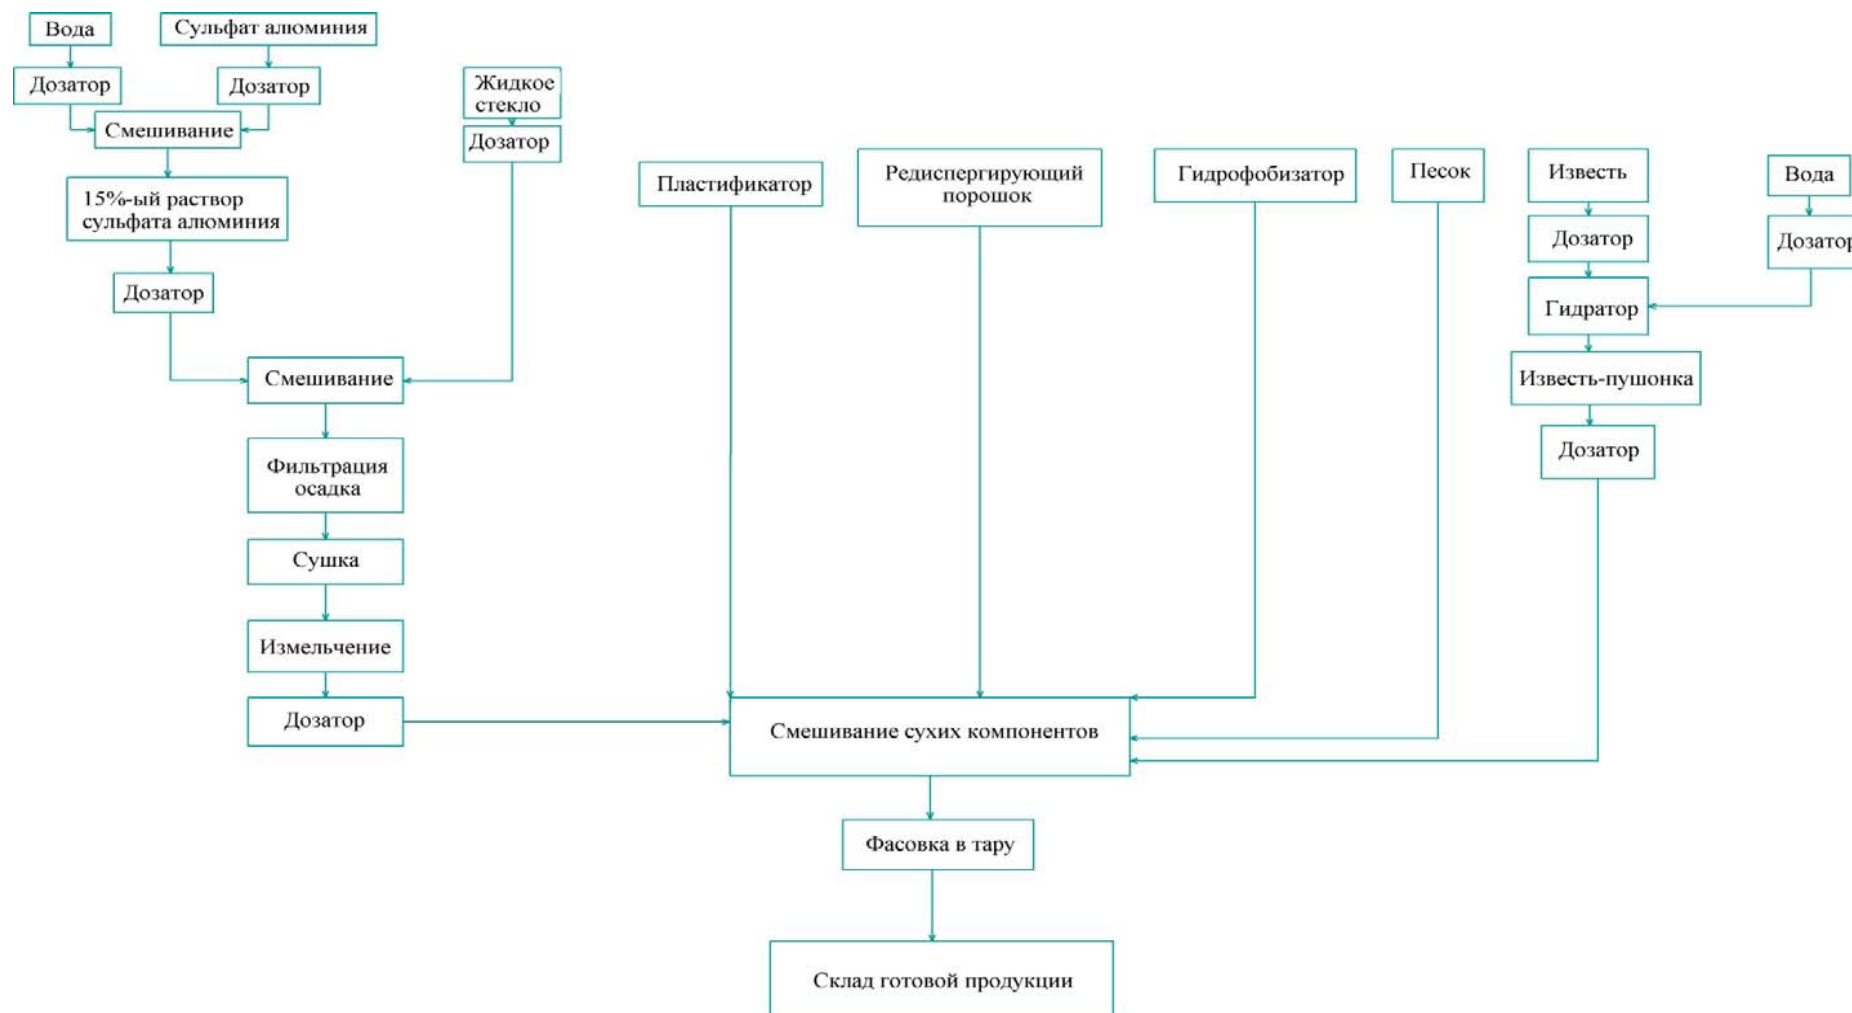 Вода
Сульфат алюминия
Дозатор
Дозатор
Смешивание
15%-ый раствор
сульфата алюминия
Дозатор
Жидкое
стекло
Дозатор
Смешивание
Фильтрация
осадка
Сушка
Измельчение
Дозатор
Пластификатор
Редиспергирующий
порошок
Гидрофобизатор
Песок
Известь
Дозатор
Гидратор
Известь-пушонка
Дозатор
Вода
Дозатор
Смешивание сухих компонентов
Фасовка в тару
Склад готовой продукции